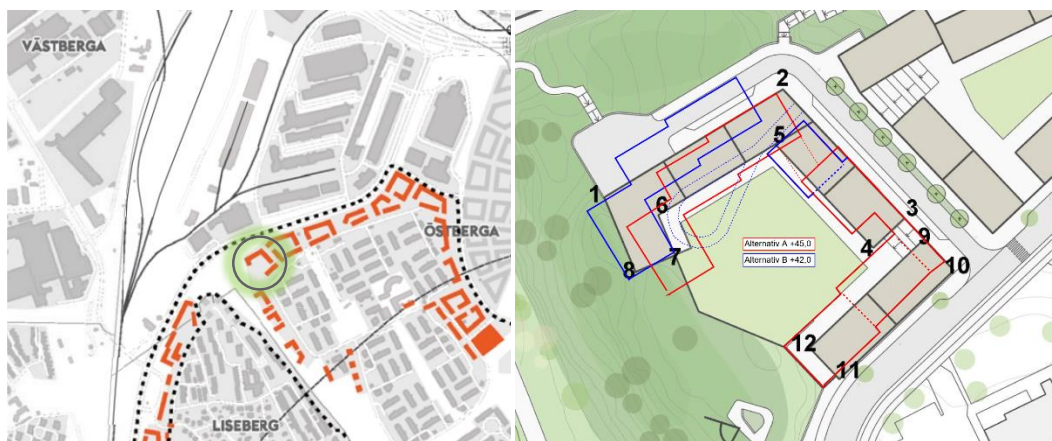 VÄSTBERGA
ÖSTBERGA
LISEBERG
2
5
1
6
3
9
Alternativ A +45,0
4
Alternativ B +42,0
7
8
10
12
11